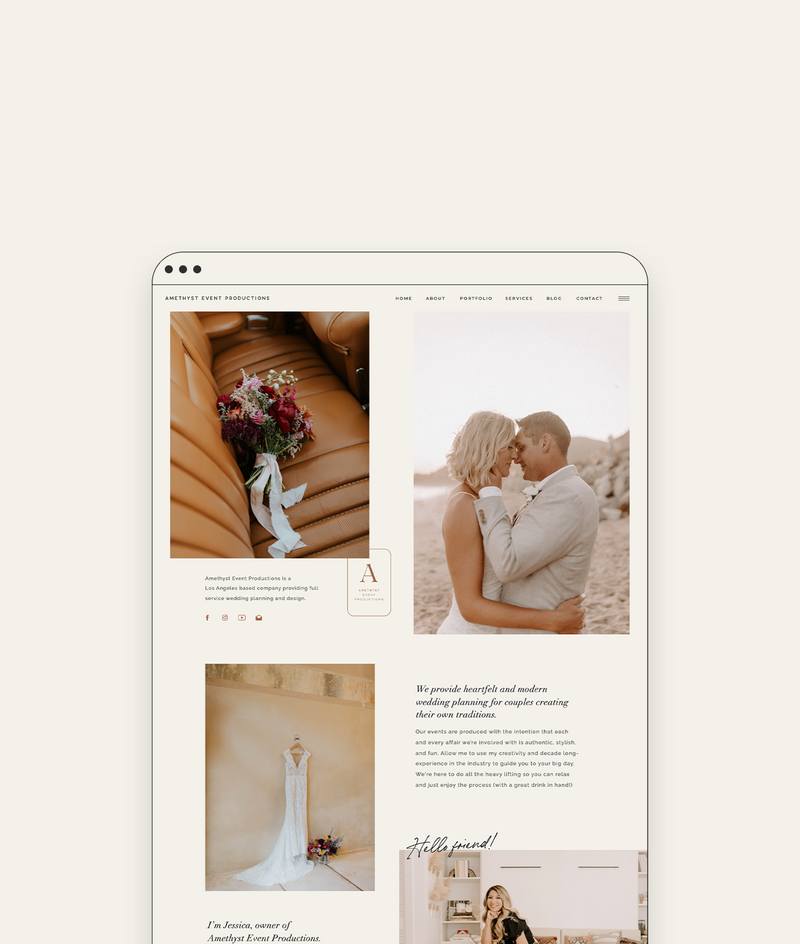 AMETHYST EVENT PRODUCTIONS
HOME ABOUT PORTFOLIO SERVICES BLOG CONTACT
Amethyst Event Productions is a
Los Angeles based company providing full
service wedding planning and design.
A
AMETHYST
EVENT
PRODUCTIONS
We provide heartfelt and modern
wedding planning for couples creating
their own traditions.
Our events are produced with the intention that each
and every affair we're involved with is authentic, stylish,
and fun. Allow me to use my creativity and decade long-
experience in the industry to guide you to your big day.
We're here to do all the heavy lifting so you can relax
and just enjoy the process (with a great drink in hand!)
Hello friend!
I'm Jessica, owner of
Amethyst Event Productions.